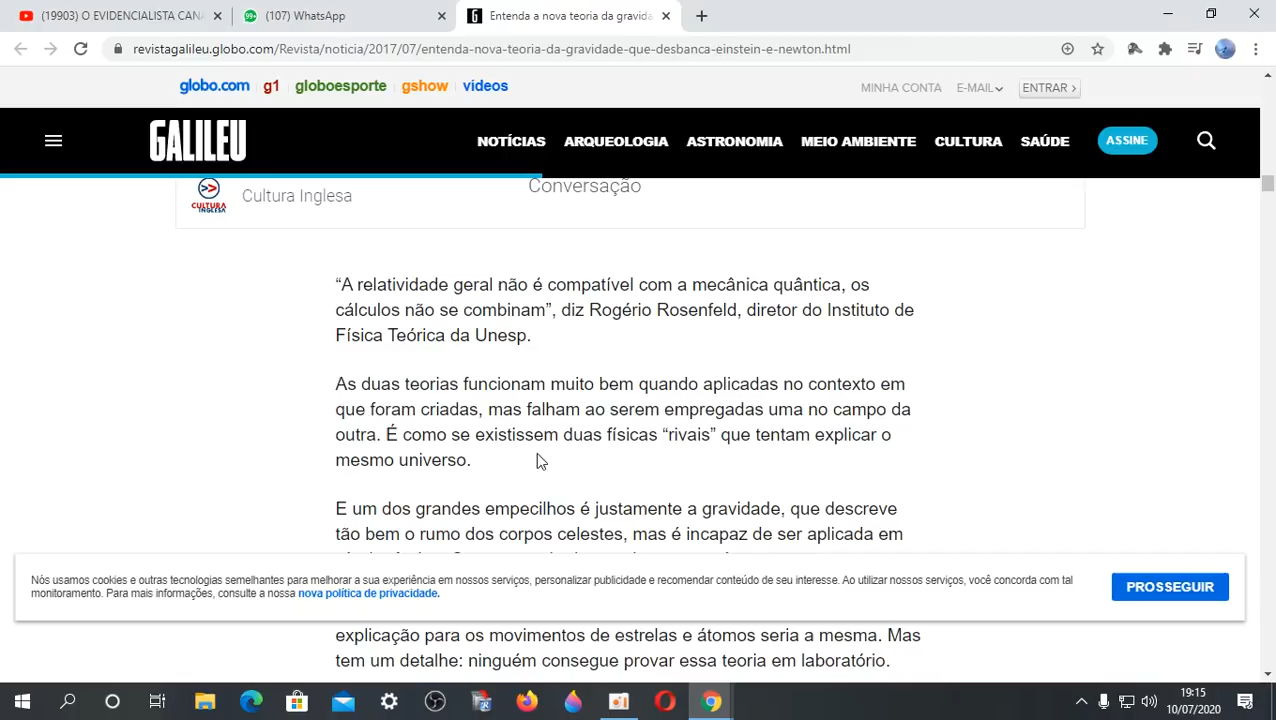 (19903) O EVIDENCIALISTA CANA
99+
(107) WhatsApp
Entenda a nova teoria da gravida
revistagalileu.globo.com/Revista/noticia/2017/07/entenda-nova-teoria-da-gravidade-que-desbanca-einstein-e-newton.html
globo.com g1 globoesporte gshow videos
MINHA CONTA E-MAIL ENTRAR
GALILEU
NOTÍCIAS ARQUEOLOGIA ASTRONOMIA MEIO AMBIENTE CULTURA SAÚDE ASSINE
CULTURA INGLESA
Cultura Inglesa
Conversação
“A relatividade geral não é compatível com a mecânica quântica, os
cálculos não se combinam”, diz Rogério Rosenfeld, diretor do Instituto de
Física Teórica da Unesp.
As duas teorias funcionam muito bem quando aplicadas no contexto em
que foram criadas, mas falham ao serem empregadas uma no campo da
outra. É como se existissem duas físicas “rivais” que tentam explicar o
mesmo universo.
E um dos grandes empecilhos é justamente a gravidade, que descreve
tão bem o rumo dos corpos celestes, mas é incapaz de ser aplicada em
Nós usamos cookies e outras tecnologias semelhantes para melhorar a sua experiência em nossos serviços, personalizar publicidade e recomendar conteúdo de seu interesse. Ao utilizar nossos serviços, você concorda com tal
monitoramento. Para mais informações, consulte a nossa nova política de privacidade.
PROSSEGUIR
explicação para os movimentos de estrelas e átomos seria a mesma. Mas
tem um detalhe: ninguém consegue provar essa teoria em laboratório.
19:15
10/07/2020